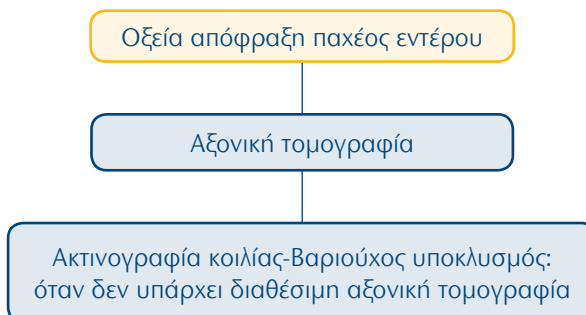 Οξεία απόφραξη παχέος εντέρου
Αξονική τομογραφία
Ακτινογραφία κοιλίας-Βαριούχος υποκλυσμός:
όταν δεν υπάρχει διαθέσιμη αξονική τομογραφία